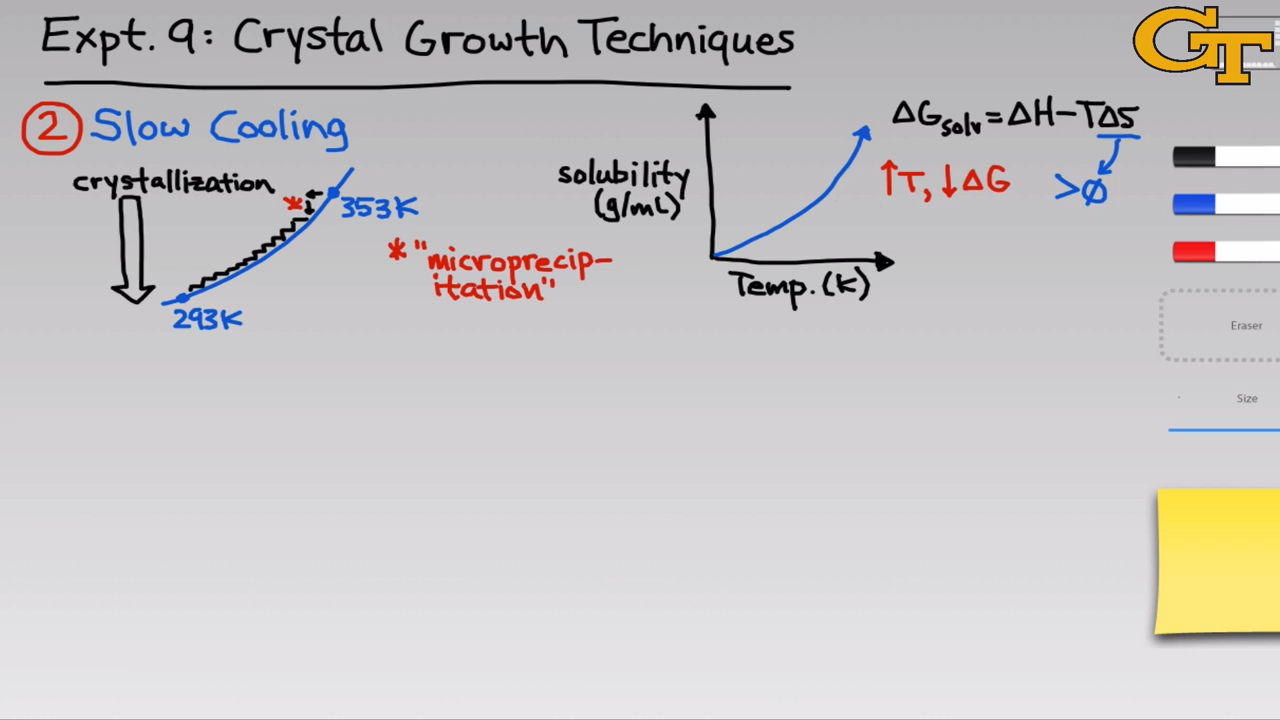 Expt. 9: Crystal Growth Techniques
GT
② Slow Cooling
crystallization
*
353K
293K
* "microprecip-
itation"
solubility
(g/mL)
Temp. (K)
ΔGsolv = ΔH - TΔS
↑T, ↓ΔG
>Ø
Eraser
Size